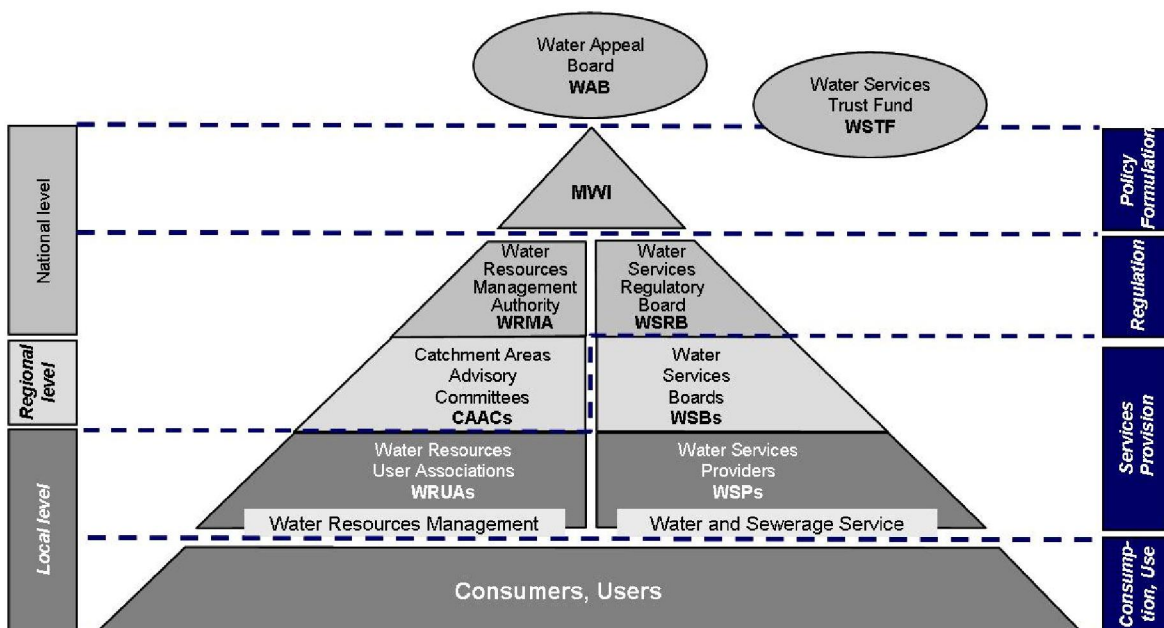 Water Appeal
Board
WAB
Water Services
Trust Fund
WSTF
National level
Policy
Formulation
MWI
Water
Resources
Management
Authority
WRMA
Water
Services
Regulatory
Board
WSRB
Regulation
Regional
level
Catchment Areas
Advisory
Committees
CAACs
Water
Services
Boards
WSBs
Services
Provision
Local level
Water Resources
User Associations
WRUAs
Water Services
Providers
WSPs
Water Resources Management
Water and Sewerage Service
Consumers, Users
Consump-
tion, Use